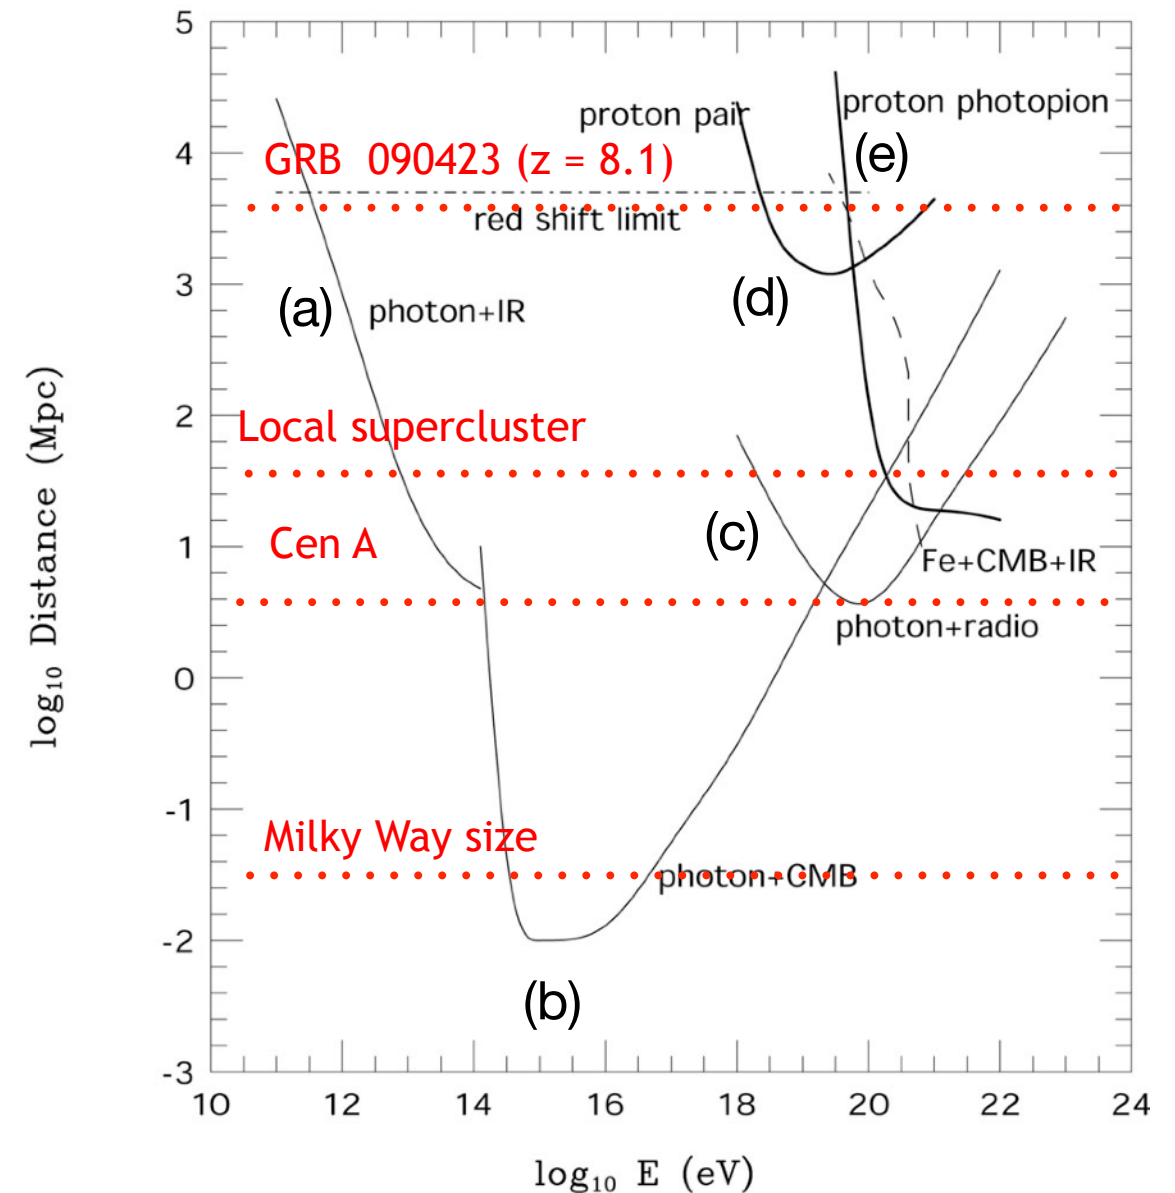 5
proton pair
proton photopion
4
GRB 090423 (z = 8.1)
(e)
red shift limit
3
(a)
photon+IR
(d)
2
Local supercluster
(c)
1
Cen A
Fe+CMB+IR
photon+radio
0
-1
Milky Way size
photon+CMB
-2
(b)
-3
10 12 14 16 18 20 22 24
log₁₀ E (eV)
log₁₀ Distance (Mpc)